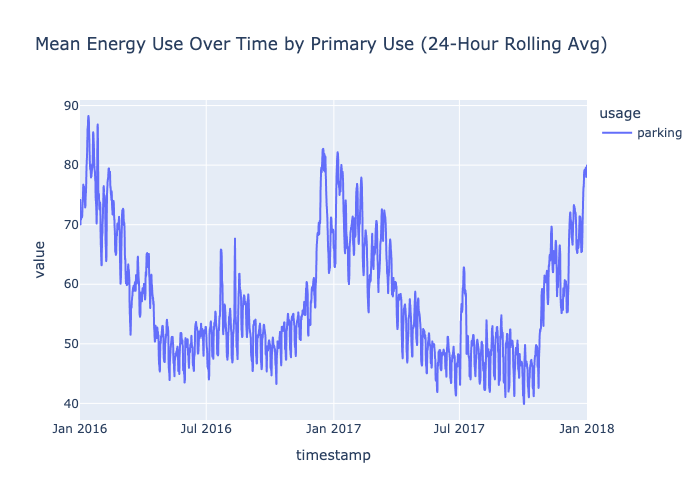 Mean Energy Use Over Time by Primary Use (24-Hour Rolling Avg)
usage
parking
90
80
70
60
50
40
value
Jan 2016
Jul 2016
Jan 2017
Jul 2017
Jan 2018
timestamp